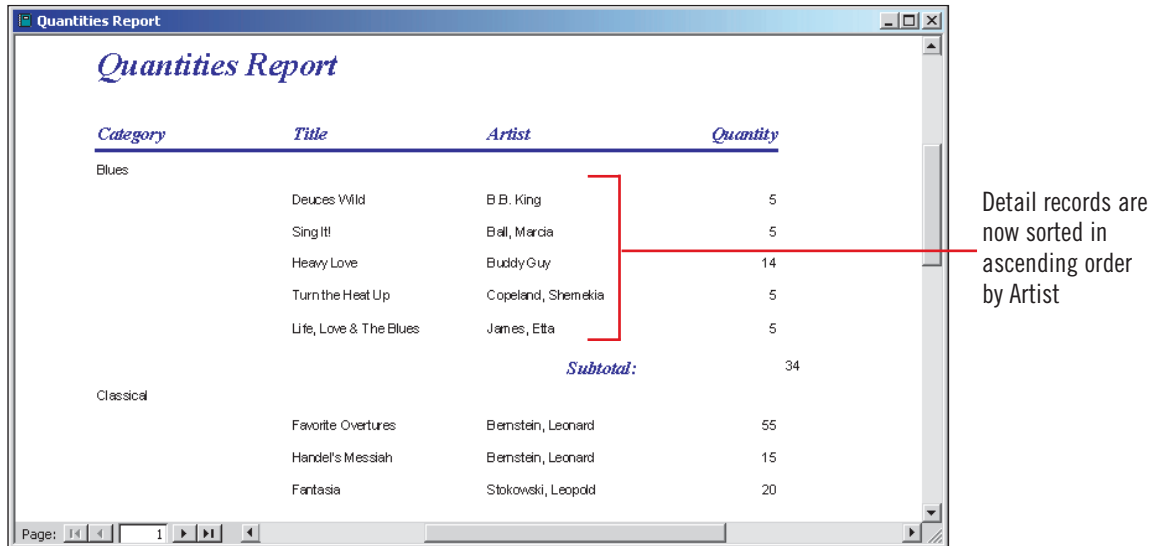 Quantities Report
Quantities Report
Category Title Artist Quantity
Blues
Deuces Wild B.B. King 5
Sing It! Ball, Marcia 5
Heavy Love Buddy Guy 14
Turn the Heat Up Copeland, Shemekia 5
Life, Love & The Blues James, Etta 5
Subtotal: 34
Classical
Favorite Overtures Bernstein, Leonard 55
Handel's Messiah Bernstein, Leonard 15
Fantasia Stokowski, Leopold 20
Page: 1
Detail records are
now sorted in
ascending order
by Artist